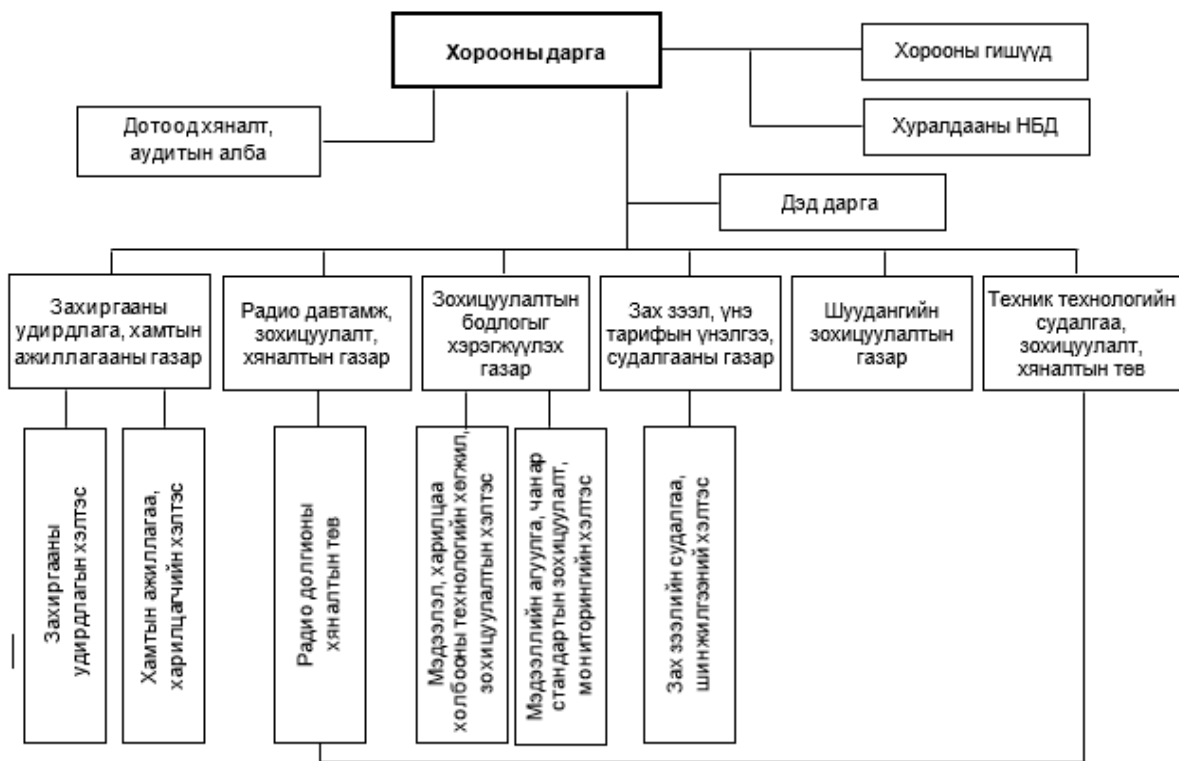 Хорооны дарга
Хорооны гишүүд
Дотоод хяналт,
аудитын алба
Хуралдааны НБД
Дэд дарга
Захиргааны
удирдлага, хамтын
ажиллагааны газар
Радио давтамж,
зохицуулалт,
хяналтын газар
Зохицуулалтын
бодлогыг
хэрэгжүүлэх
газар
Зах зээл, үнэ
тарифын үнэлгээ,
судалгааны газар
Шуудангийн
зохицуулалтын
газар
Техник технологийн
судалгаа,
зохицуулалт,
хяналтын төв
Захиргааны
удирдлагын хэлтэс
Хамтын ажиллагаа,
харилцагчийн хэлтэс
Радио долгионы
хяналтын төв
Мэдээлэл, харилцаа
холбооны технологийн хөгжил,
зохицуулалтын хэлтэс
Мэдээллийн агуулга, чанар
стандартын зохицуулалт,
мониторингийн хэлтэс
Зах зээлийн судалгаа,
шинжилгээний хэлтэс